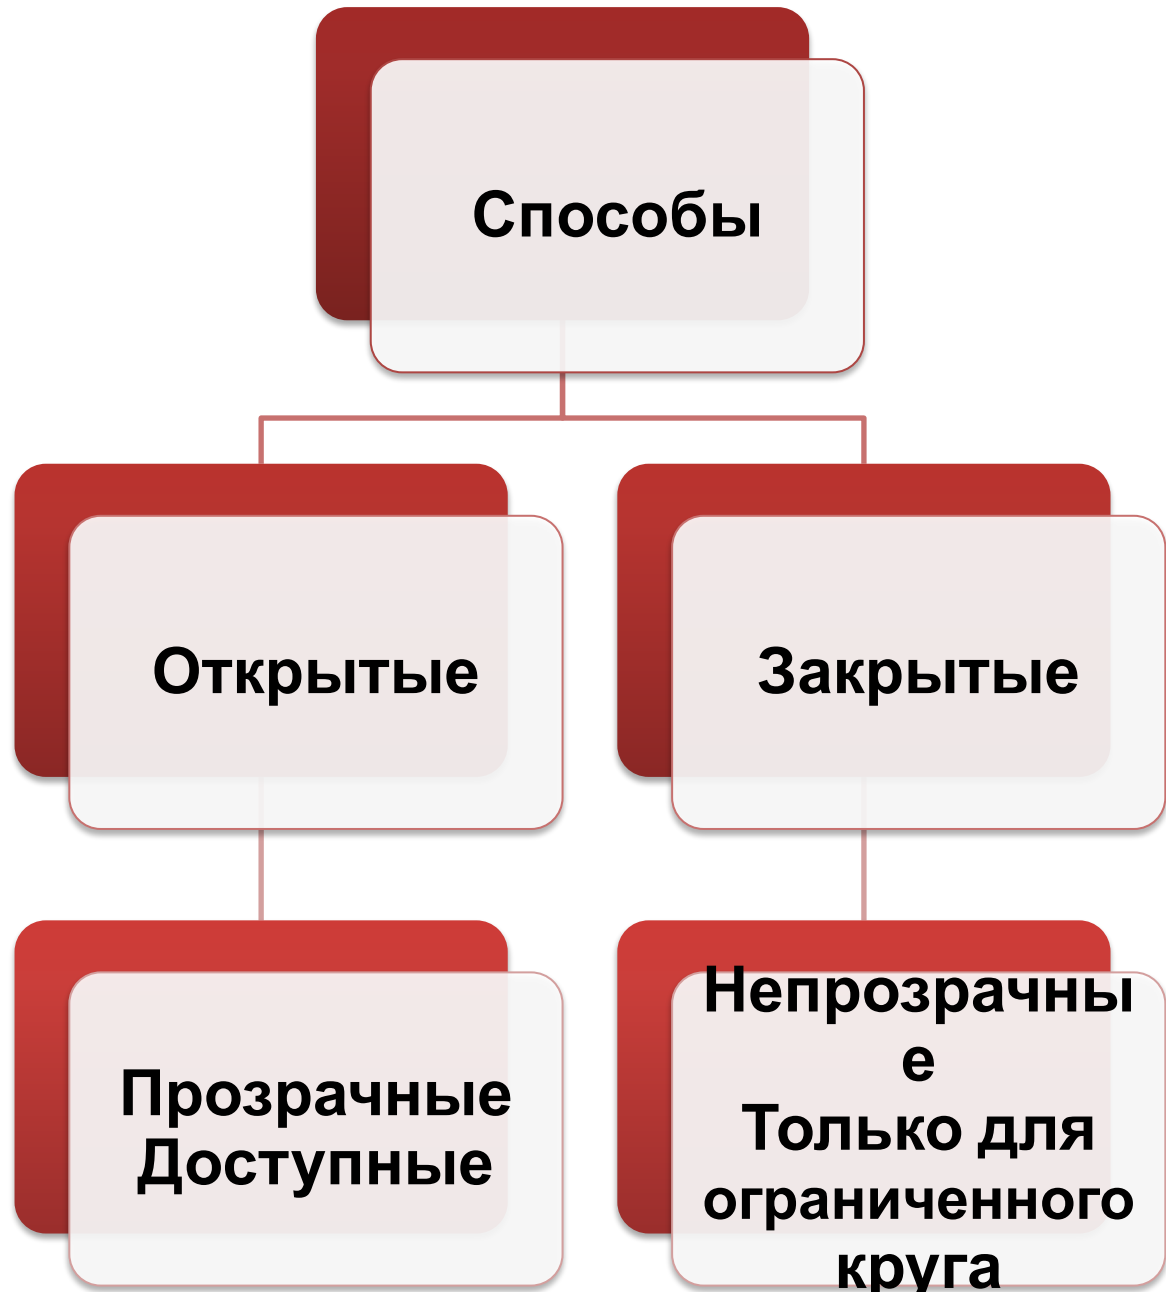 Способы
Открытые
Закрытые
Прозрачные
Доступные
Непрозрачны
е
Только для
ограниченного
круга